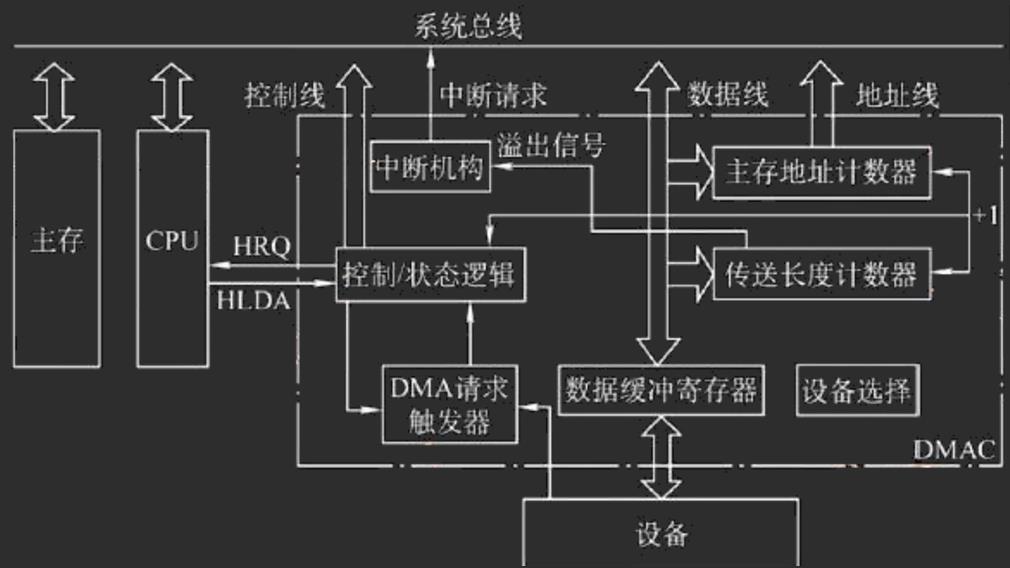 系统总线
控制线
中断请求
数据线
地址线
溢出信号
中断机构
主存地址计数器
+1
主存
CPU
HRQ
HLDA
控制/状态逻辑
传送长度计数器
DMA请求
触发器
数据缓冲寄存器
设备选择
DMAC
设备